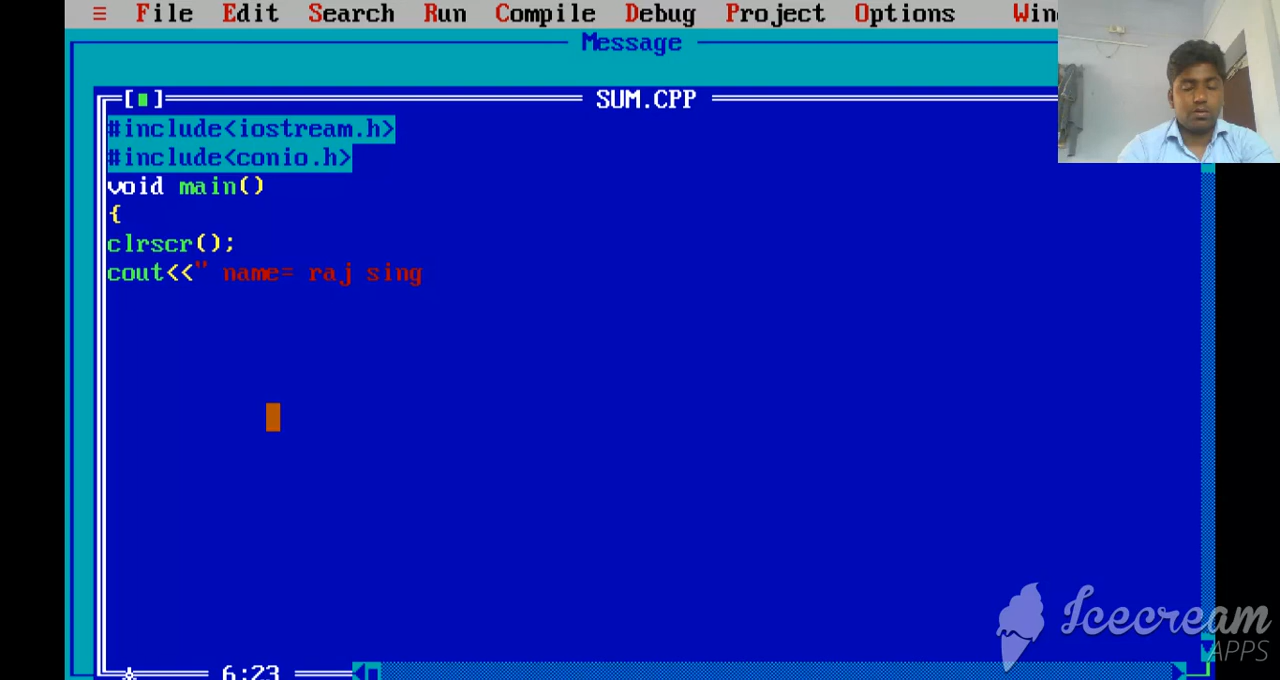 ≡ File Edit Search Run Compile Debug Project Options Win
Message
[■] SUM.CPP
#include<iostream.h>
#include<conio.h>
void main()
{
clrscr();
cout<<" name= raj sing
6:23
Icecream
APPS